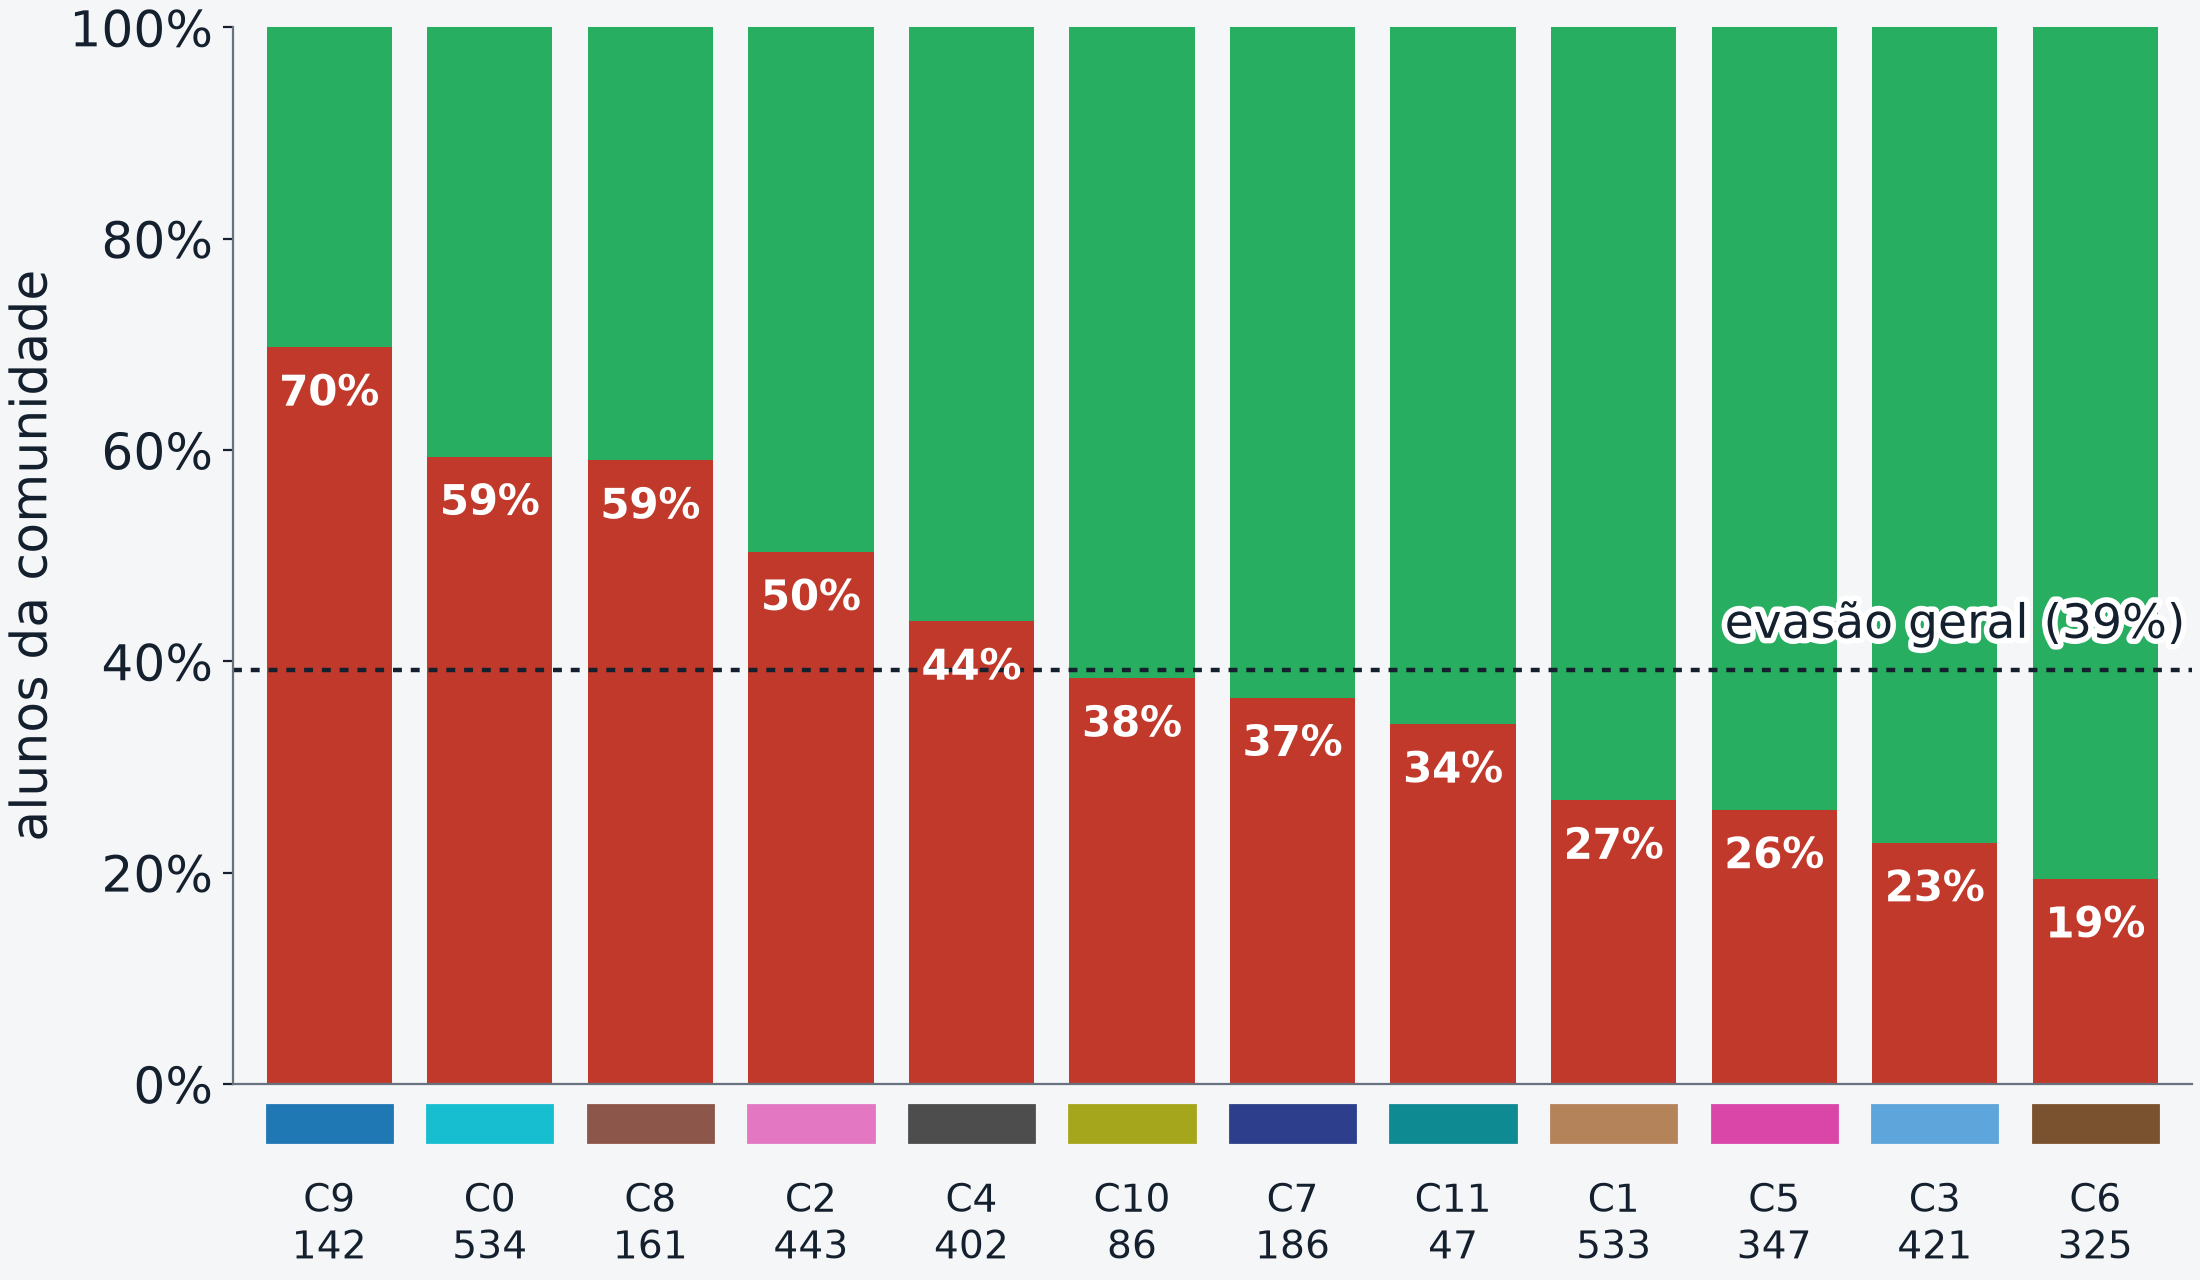 100%
80%
60%
40%
20%
0%
alunos da comunidade
70%
59%
59%
50%
44%
38%
37%
34%
27%
26%
23%
19%
evasão geral (39%)
C9
142
C0
534
C8
161
C2
443
C4
402
C10
86
C7
186
C11
47
C1
533
C5
347
C3
421
C6
325